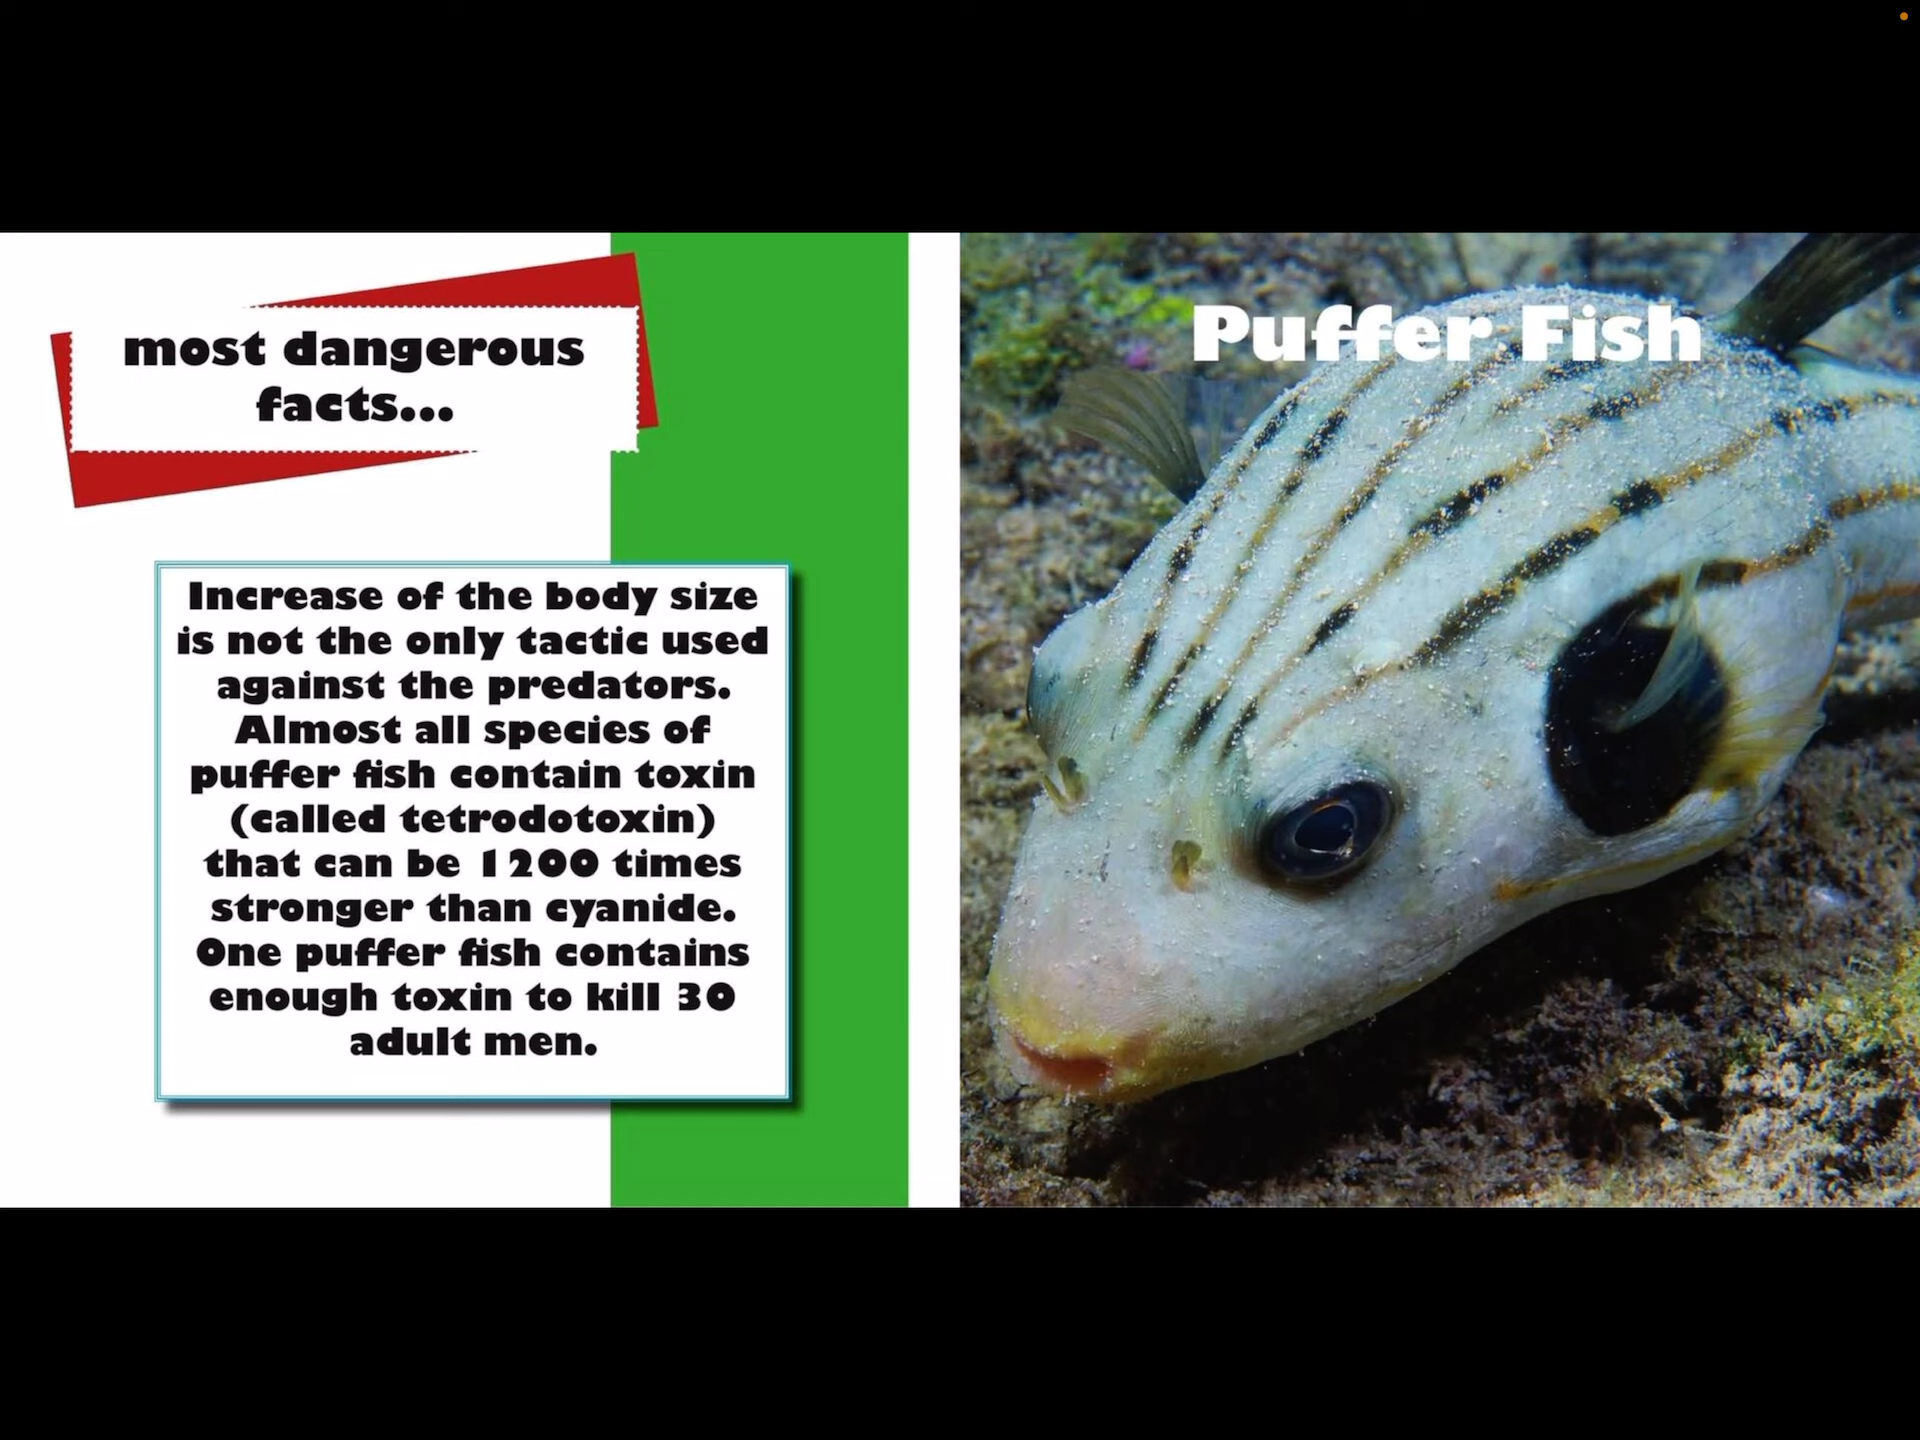 most dangerous
facts...
Increase of the body size
is not the only tactic used
against the predators.
Almost all species of
puffer fish contain toxin
(called tetrodotoxin)
that can be 1200 times
stronger than cyanide.
One puffer fish contains
enough toxin to kill 30
adult men.
Puffer Fish